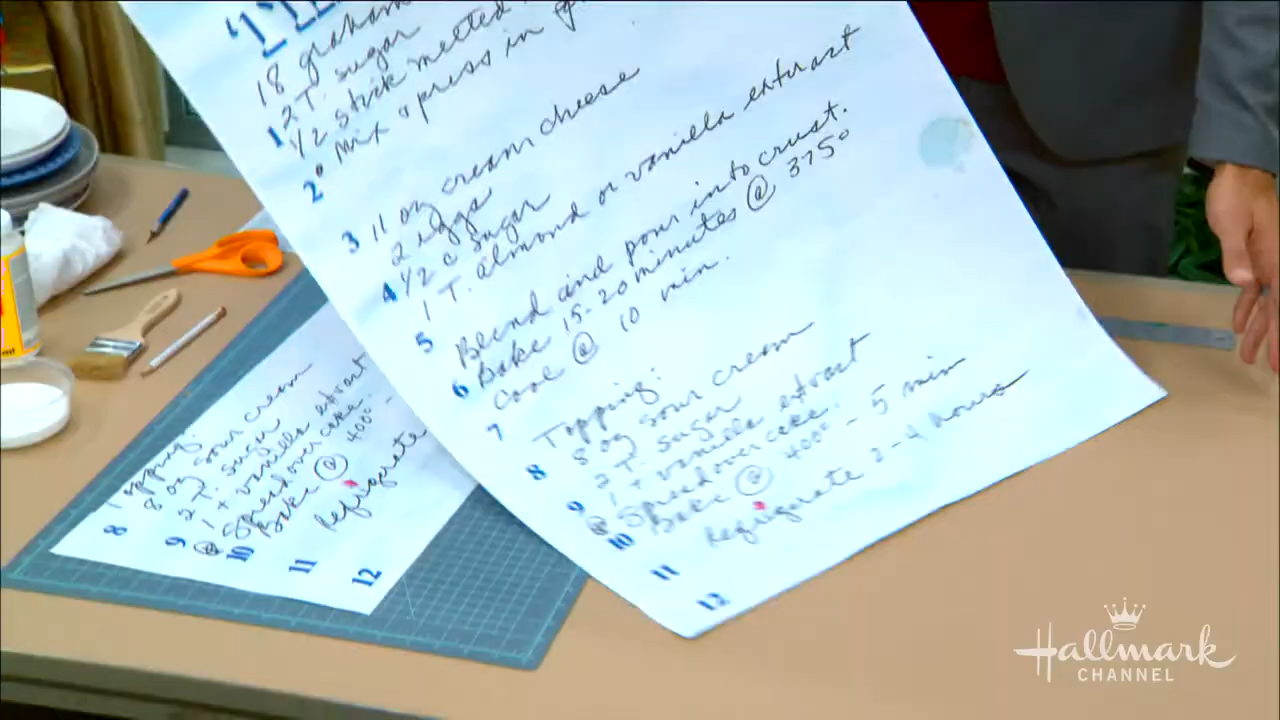 18 graham
2 T. sugar
1 1/2 stick melted
2 Mix & press in
3 11 oz cream cheese
2 eggs
4 1/2 c sugar
1 T. almond or vanilla extract
5 Blend and pour into crust.
6 Bake 15-20 minutes @ 375°
Cool @ 10 min.
7
Topping:
8 8 oz sour cream
2 T. sugar
9 1 t vanilla extract
Spread over cake.
10 Bake @ 400° - 5 min
Refrigerate 2-4 hours
11
12
Topping:
8 8 oz sour cream
2 T. sugar
9 1 t vanilla extract
Spread over cake.
10 Bake @ 400° -
Refrigerate
11
12
Hallmark
CHANNEL